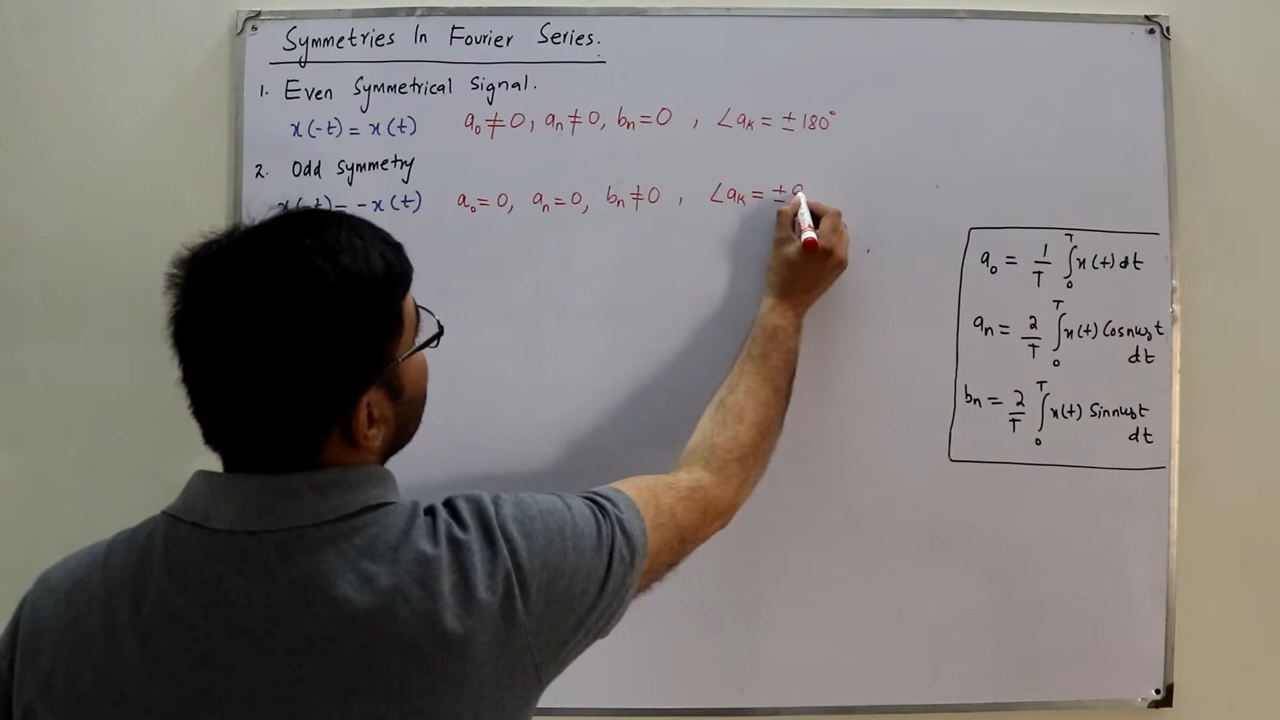 Symmetries In Fourier Series.
1. Even Symmetrical Signal.
x(-t) = x(t) a₀ ≠ 0, aₙ ≠ 0, bₙ = 0 , ∠aₖ = ± 180°
2. Odd Symmetry
x(-t) = -x(t) a₀ = 0, aₙ = 0, bₙ ≠ 0 , ∠aₖ = ±
a₀ = 1/T ∫₀ᵀ x(t) dt
aₙ = 2/T ∫₀ᵀ x(t) Cosnω₀t
dt
bₙ = 2/T ∫₀ᵀ x(t) Sinnω₀t
dt